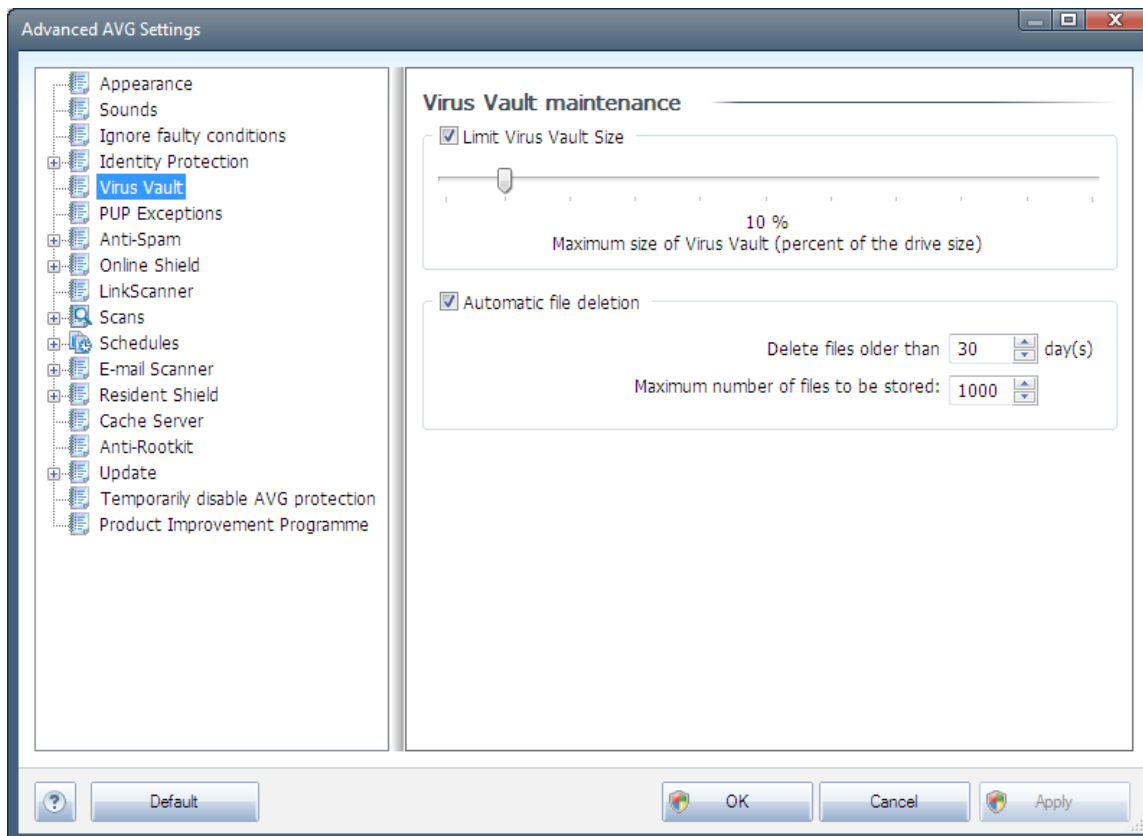 Advanced AVG Settings
Appearance
Sounds
Ignore faulty conditions
Identity Protection
Virus Vault
PUP Exceptions
Anti-Spam
Online Shield
LinkScanner
Scans
Schedules
E-mail Scanner
Resident Shield
Cache Server
Anti-Rootkit
Update
Temporarily disable AVG protection
Product Improvement Programme
Virus Vault maintenance
Limit Virus Vault Size
10 %
Maximum size of Virus Vault (percent of the drive size)
Automatic file deletion
Delete files older than 30 day(s)
Maximum number of files to be stored: 1000
? Default OK Cancel Apply